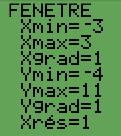 FENETRE
Xmin=-3
Xmax=3
Xgrad=1
Ymin=-4
Ymax=11
Ygrad=1
Xrés=1